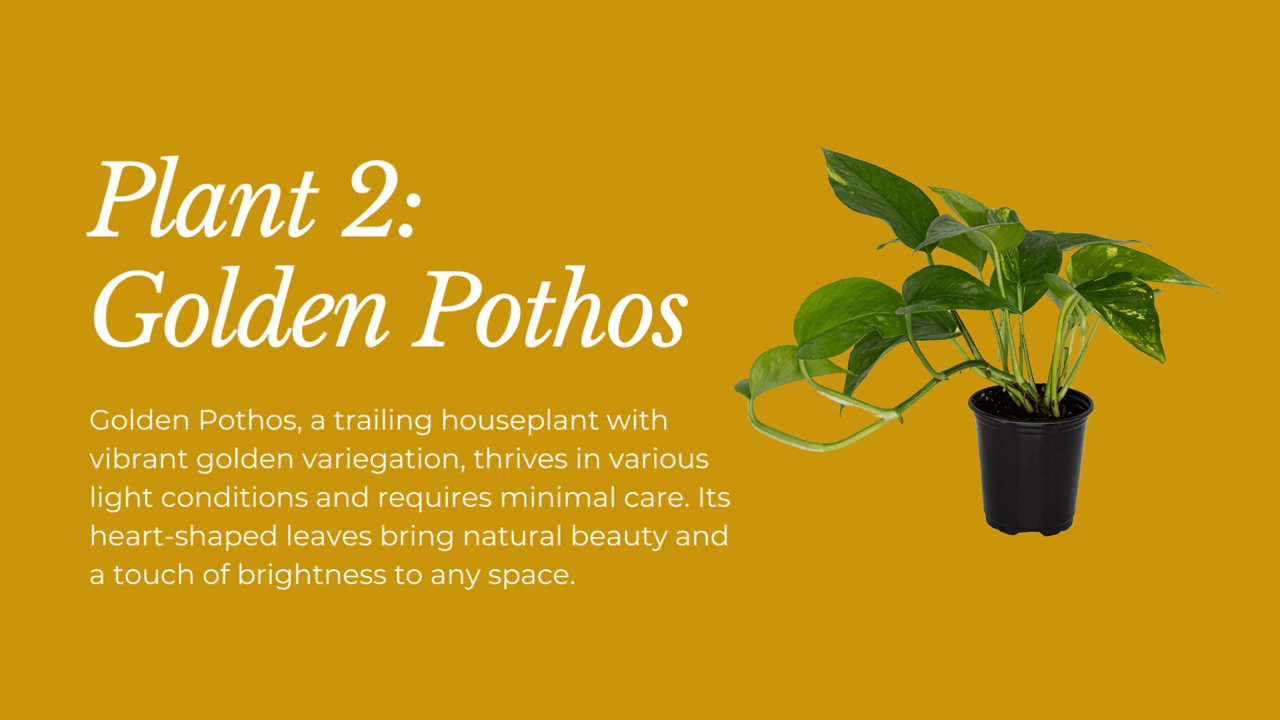 Plant 2:
Golden Pothos
Golden Pothos, a trailing houseplant with
vibrant golden variegation, thrives in various
light conditions and requires minimal care. Its
heart-shaped leaves bring natural beauty and
a touch of brightness to any space.